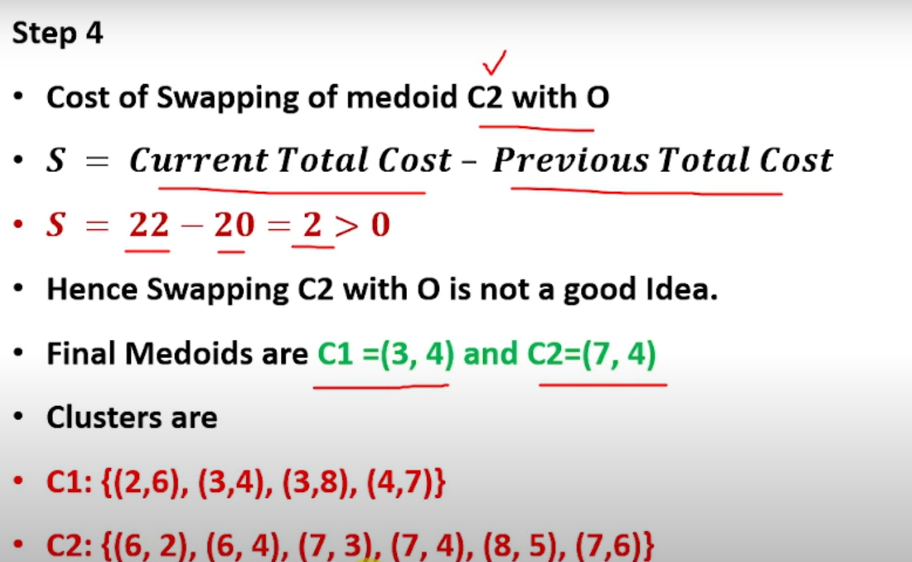 Step 4
• Cost of Swapping of medoid C2 with O
• S = Current Total Cost – Previous Total Cost
• S = 22 − 20 = 2 > 0
• Hence Swapping C2 with O is not a good Idea.
• Final Medoids are C1 =(3, 4) and C2=(7, 4)
• Clusters are
• C1: {(2,6), (3,4), (3,8), (4,7)}
• C2: {(6, 2), (6, 4), (7, 3), (7, 4), (8, 5), (7,6)}